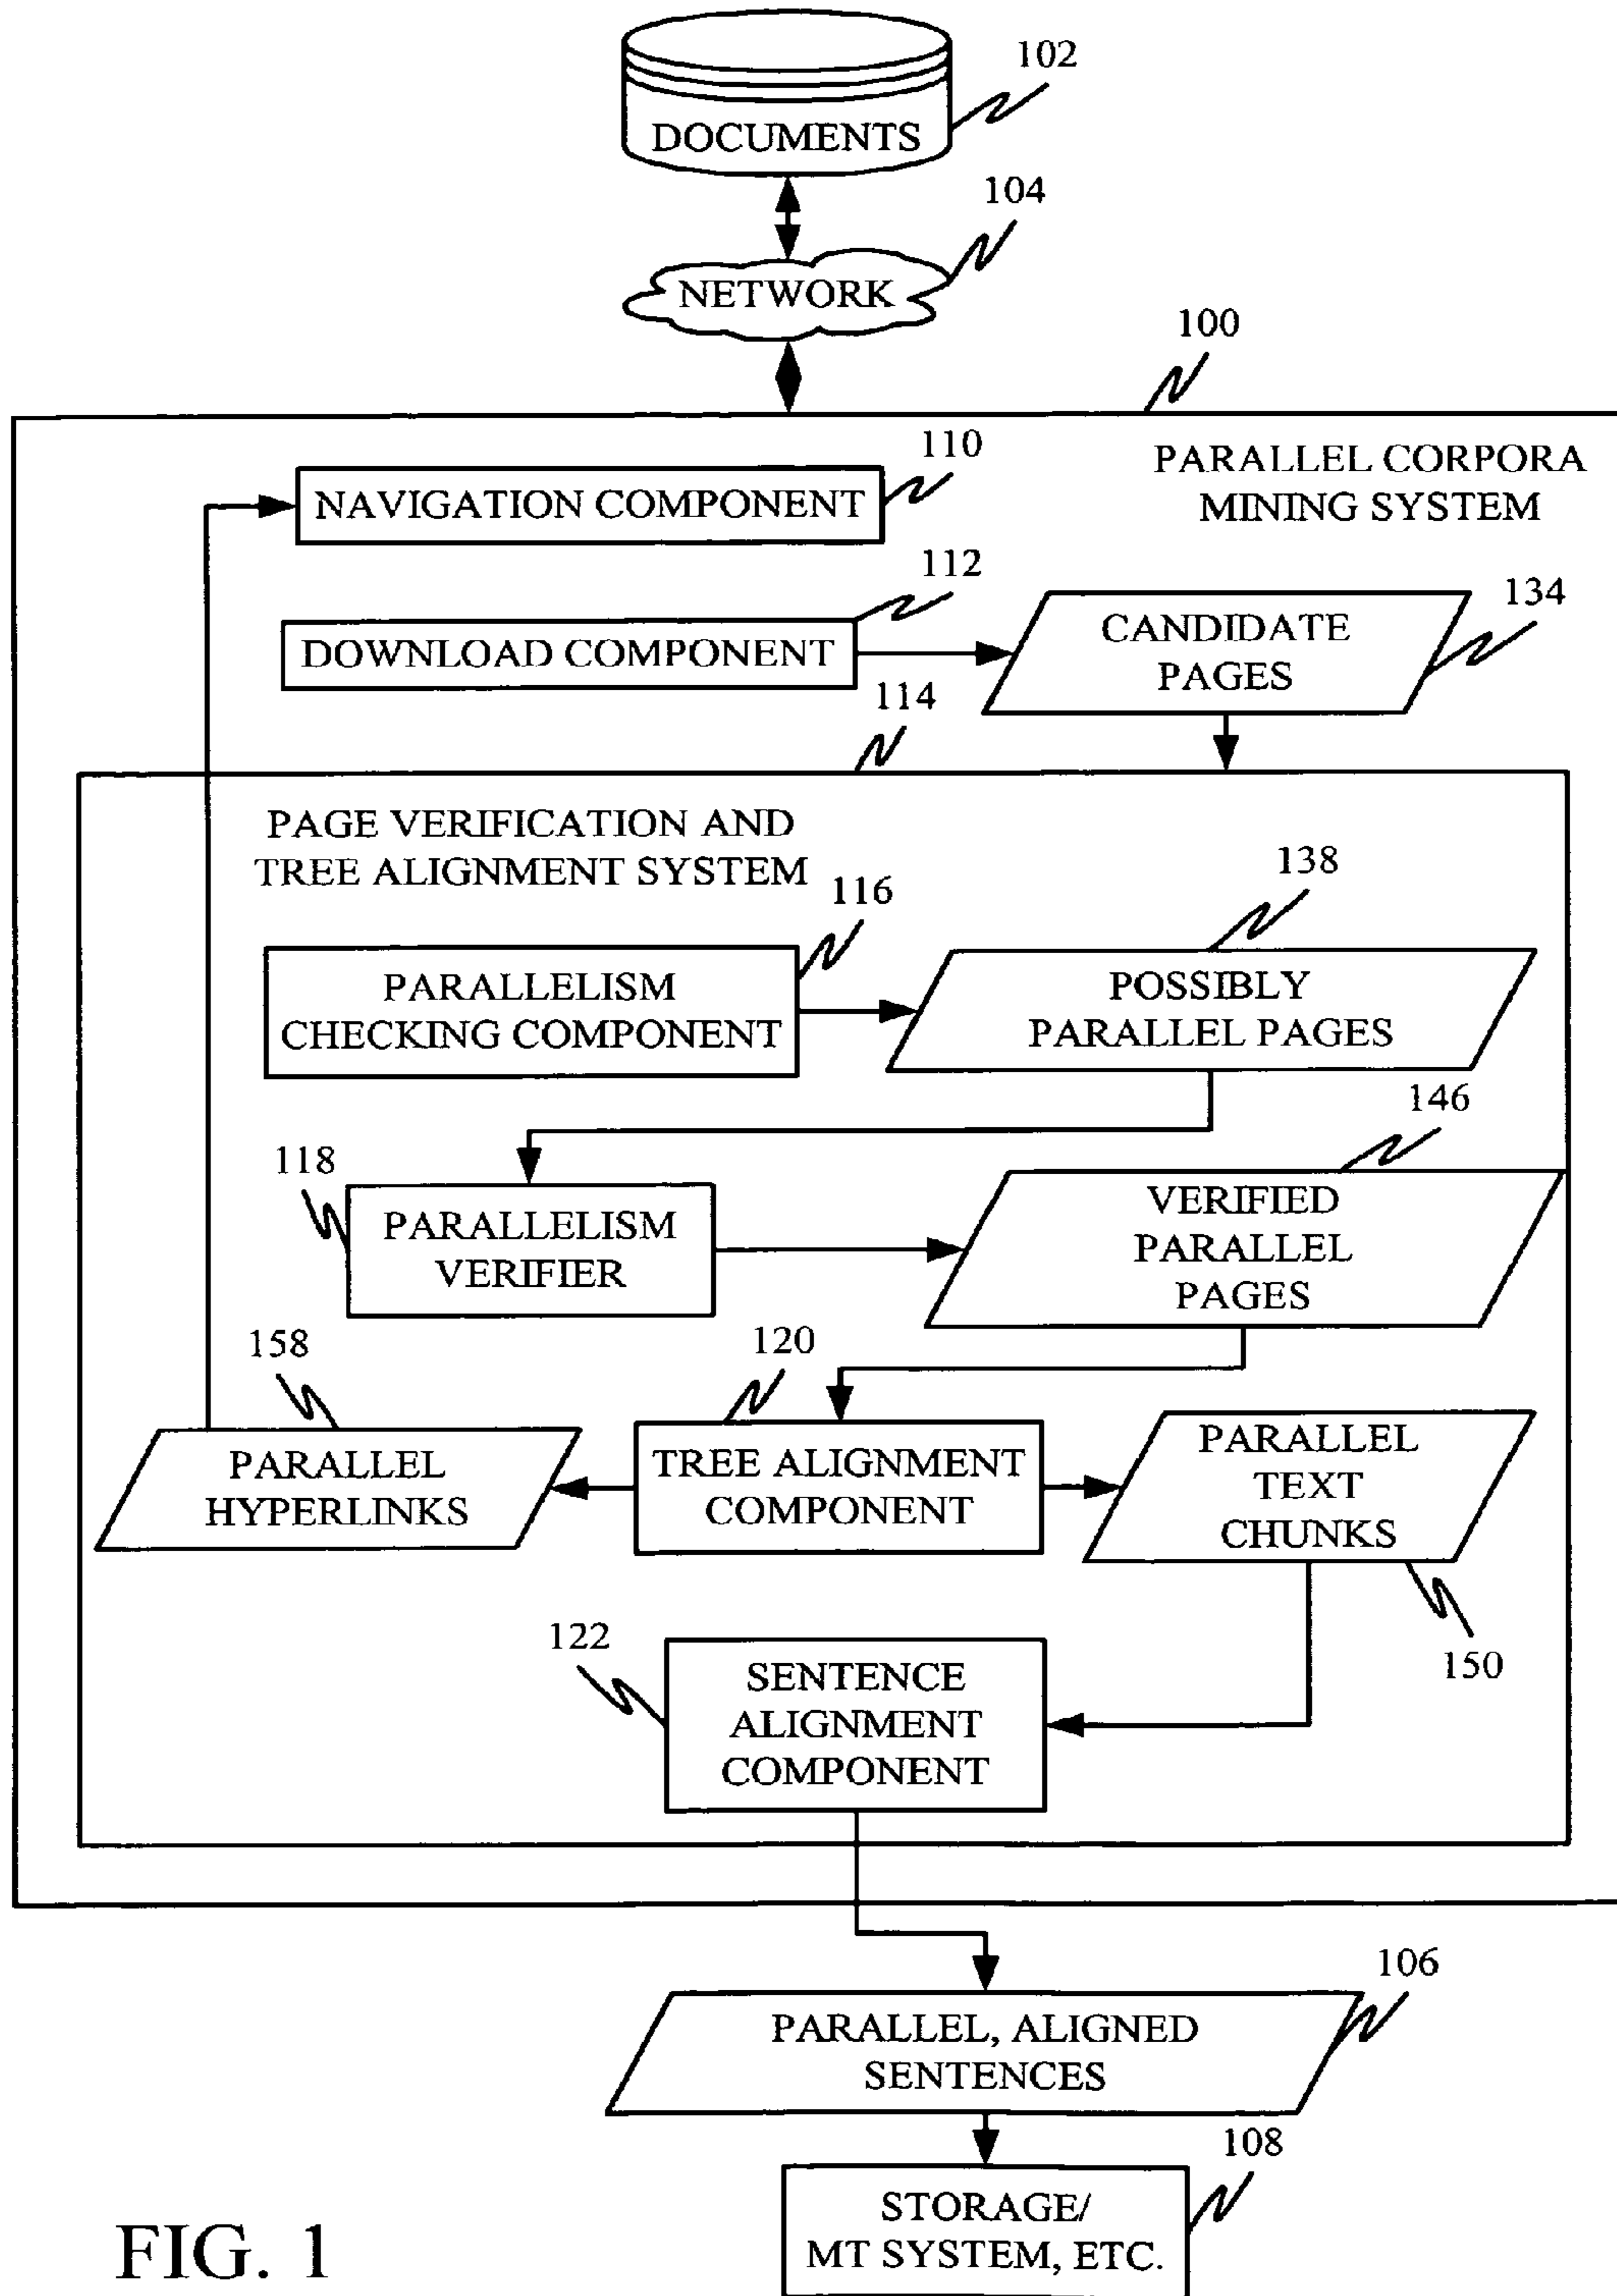 102
DOCUMENTS
104
NETWORK
100
110
PARALLEL CORPORA
MINING SYSTEM
NAVIGATION COMPONENT
112
134
DOWNLOAD COMPONENT
CANDIDATE
PAGES
114
PAGE VERIFICATION AND
TREE ALIGNMENT SYSTEM
116
138
PARALLELISM
CHECKING COMPONENT
POSSIBLY
PARALLEL PAGES
146
118
PARALLELISM
VERIFIER
VERIFIED
PARALLEL
PAGES
158
120
PARALLEL
HYPERLINKS
TREE ALIGNMENT
COMPONENT
PARALLEL
TEXT
CHUNKS
122
150
SENTENCE
ALIGNMENT
COMPONENT
106
PARALLEL, ALIGNED
SENTENCES
108
STORAGE/
MT SYSTEM, ETC.
FIG. 1